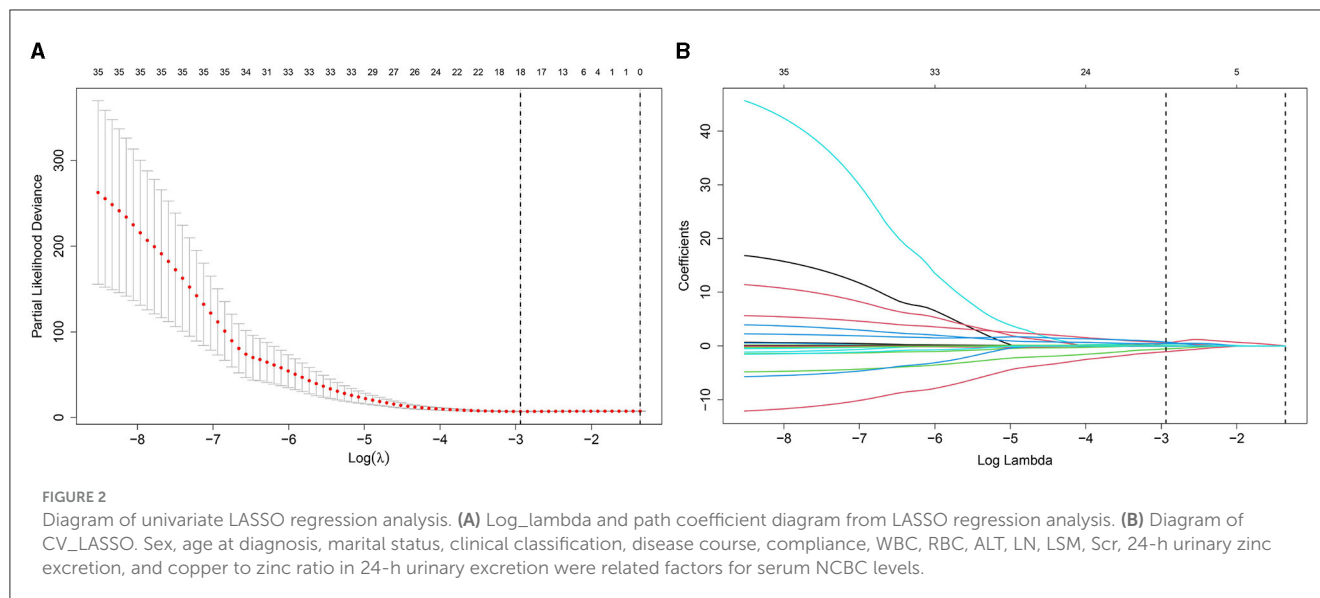 A
35 35 35 35 35 35 35 34 31 33 33 33 33 29 27 26 24 22 22 18 18 17 13 6 4 1 1 0
Partial Likelihood Deviance
300
200
100
0
−8 −7 −6 −5 −4 −3 −2
Log(λ)
B
35 33 24 5
Coefficients
40
30
20
10
0
−10
−8 −7 −6 −5 −4 −3 −2
Log Lambda
FIGURE 2
Diagram of univariate LASSO regression analysis. (A) Log_lambda and path coefficient diagram from LASSO regression analysis. (B) Diagram of
CV_LASSO. Sex, age at diagnosis, marital status, clinical classification, disease course, compliance, WBC, RBC, ALT, LN, LSM, Scr, 24-h urinary zinc
excretion, and copper to zinc ratio in 24-h urinary excretion were related factors for serum NCBC levels.